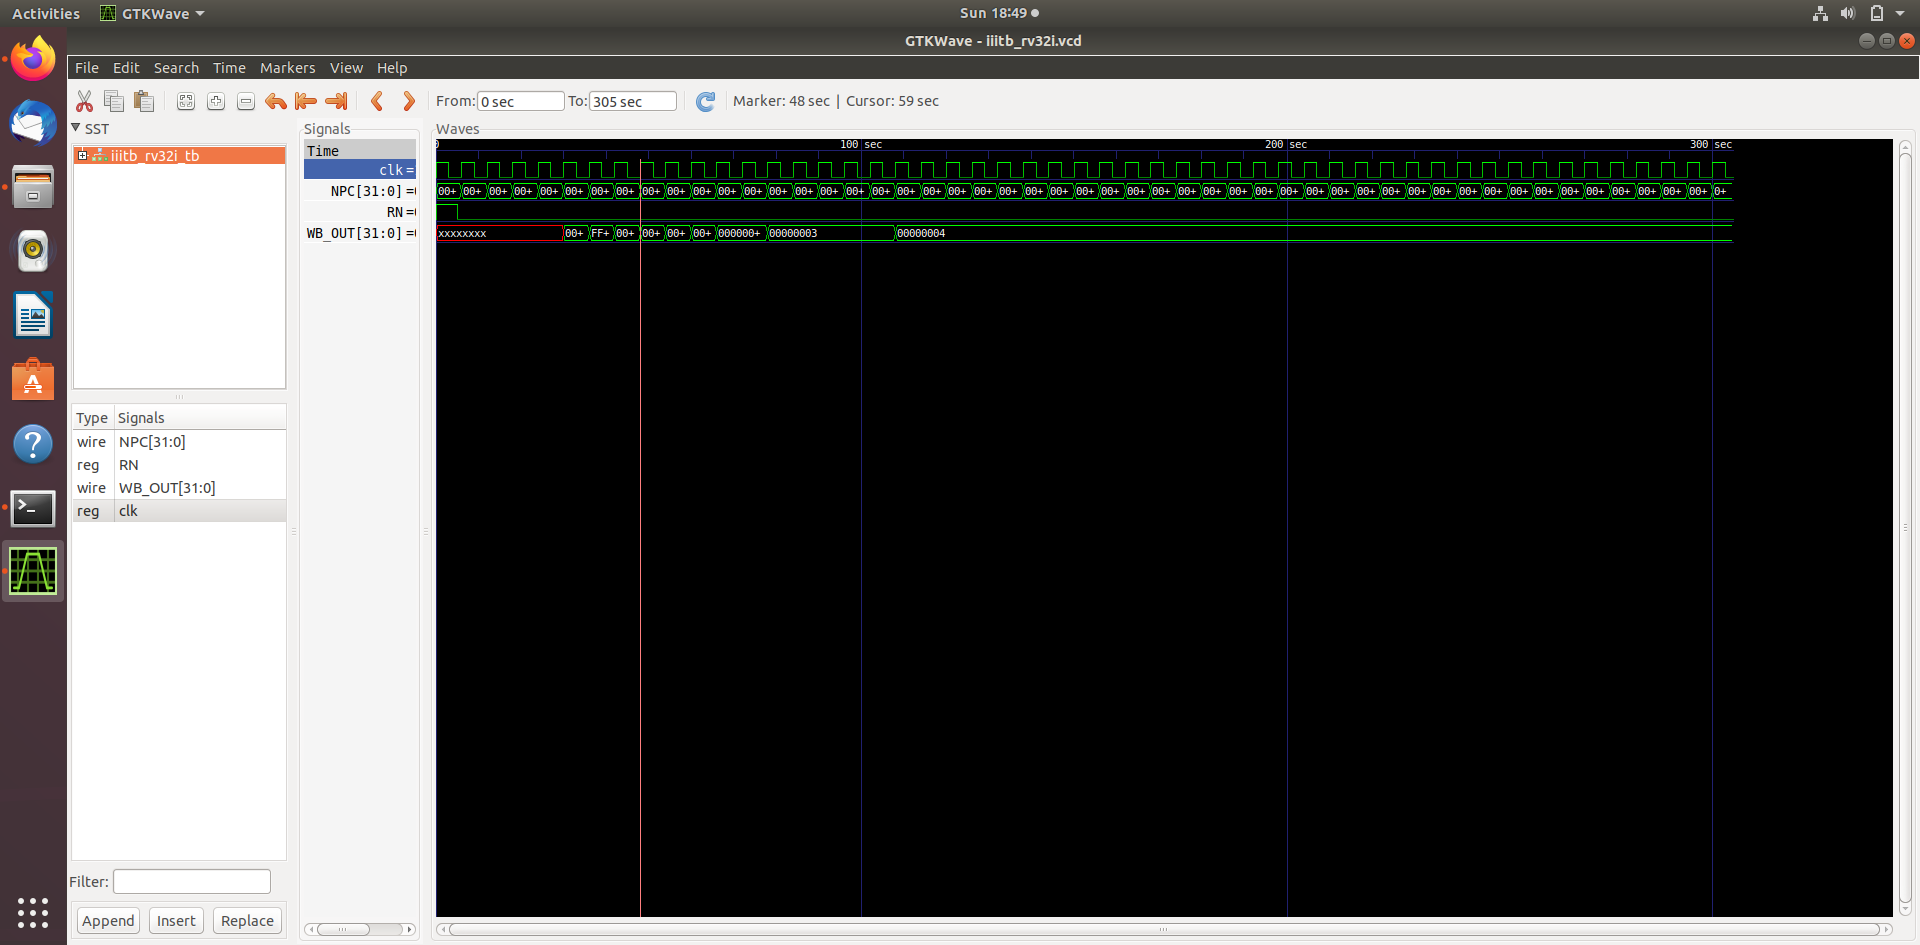 Activities GTKWave Sun 18:49
GTKWave - iiitb_rv32i.vcd
File Edit Search Time Markers View Help
From: 0 sec To: 305 sec Marker: 48 sec | Cursor: 59 sec
SST
iiitb_rv32i_tb
Type Signals
wire NPC[31:0]
reg RN
wire WB_OUT[31:0]
reg clk
Filter:
Append Insert Replace
Signals
Time
clk=
NPC[31:0]=
RN=
WB_OUT[31:0]=
Waves
0 100 sec 200 sec 300 sec
00+ 00+ 00+ 00+ 00+ 00+ 00+ 00+ 00+ 00+ 00+ 00+ 00+ 00+ 00+ 00+ 00+ 00+ 00+ 00+ 00+ 00+ 00+ 00+ 00+ 00+ 00+ 00+ 00+ 00+ 00+ 00+ 00+ 00+ 00+ 00+ 00+ 00+ 00+ 00+ 00+ 00+ 00+ 00+ 00+ 00+ 00+ 00+ 00+ 00+ 0+
xxxxxxxx 00+ FF+ 00+ 00+ 00+ 00+ 000000+ 00000003 00000004